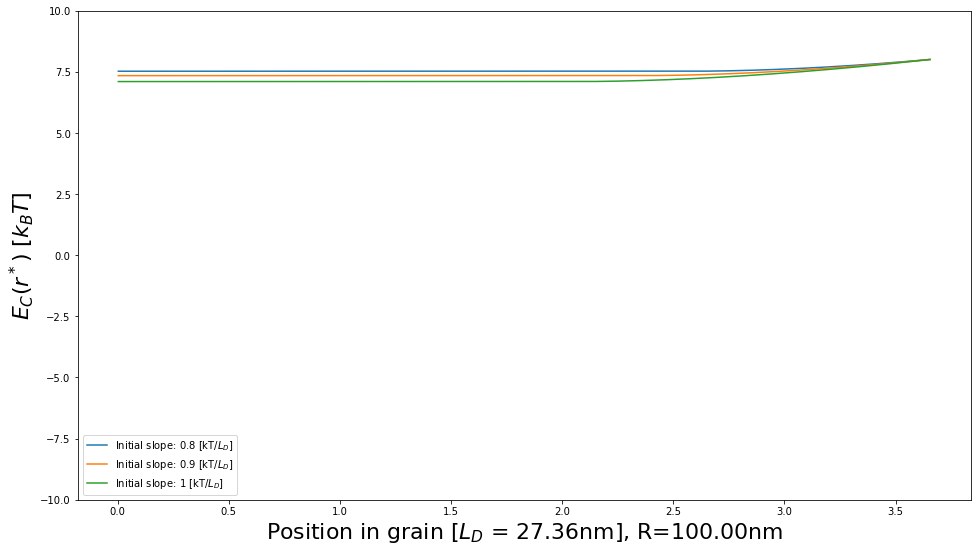 10.0
7.5
5.0
2.5
0.0
−2.5
−5.0
−7.5
−10.0
E_C(r*) [k_BT]
Initial slope: 0.8 [kT/L_D]
Initial slope: 0.9 [kT/L_D]
Initial slope: 1 [kT/L_D]
0.0 0.5 1.0 1.5 2.0 2.5 3.0 3.5
Position in grain [L_D = 27.36nm], R=100.00nm